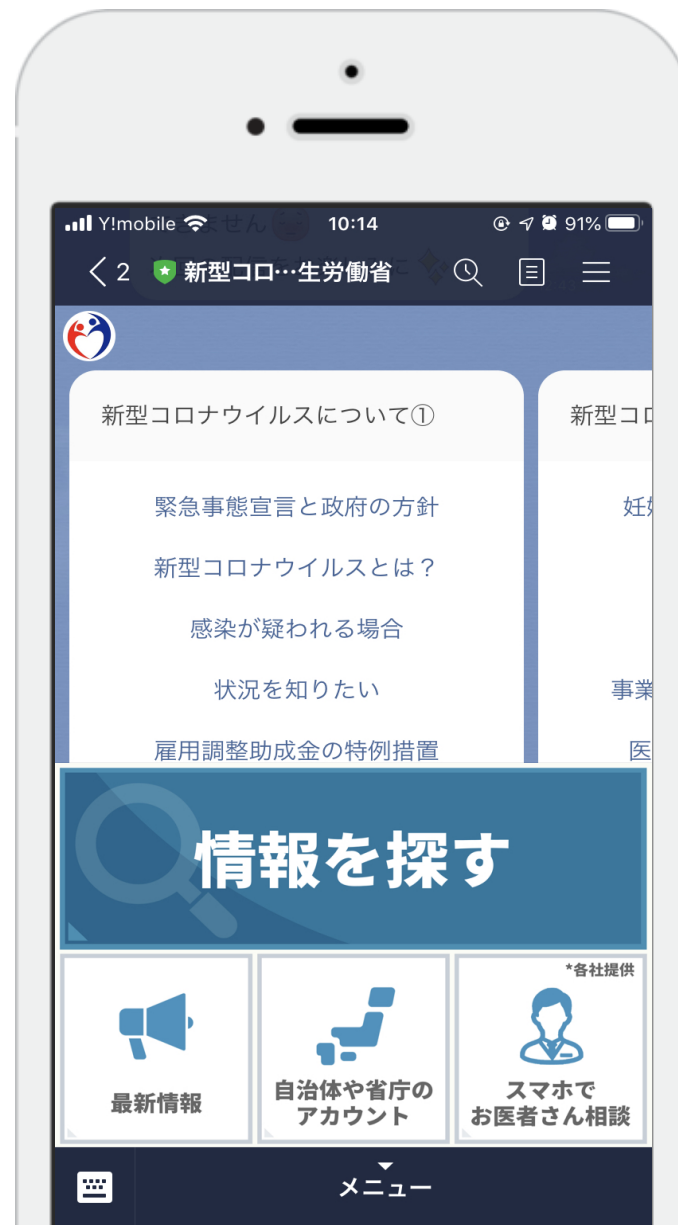 Y!mobile
10:14
91%
2
新型コロ…生労働省
新型コロナウイルスについて①
緊急事態宣言と政府の方針
新型コロナウイルスとは？
感染が疑われる場合
状況を知りたい
雇用調整助成金の特例措置
新型コロ
妊
事業
医
情報を探す
最新情報
自治体や省庁の
アカウント
*各社提供
スマホで
お医者さん相談
メニュー